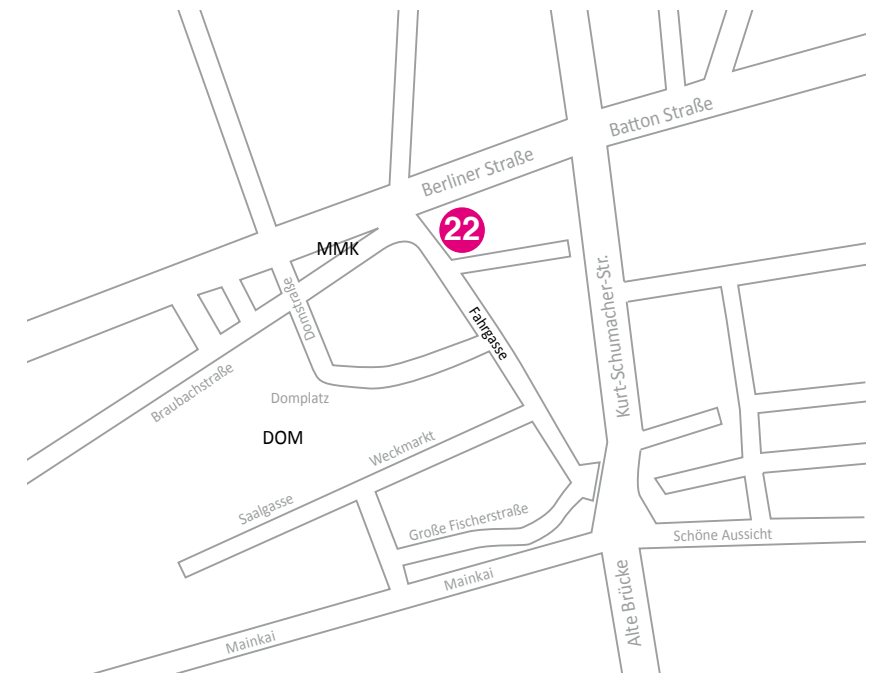 Batton Straße
Berliner Straße
22
MMK
Domstraße
Kurt-Schumacher-Str.
Fahrgasse
Braubachstraße
Domplatz
DOM
Weckmarkt
Saalgasse
Große Fischerstraße
Schöne Aussicht
Mainkai
Alte Brücke
Mainkai